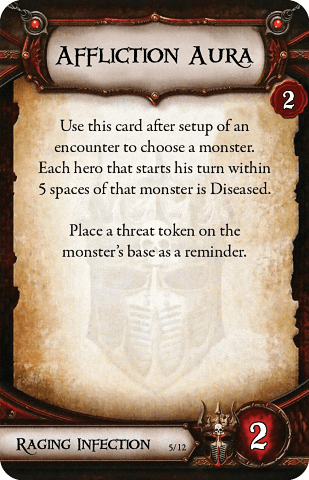 Affliction Aura
2
Use this card after setup of an
encounter to choose a monster.
Each hero that starts his turn within
5 spaces of that monster is Diseased.
Place a threat token on the
monster's base as a reminder.
Raging Infection 5/12
2